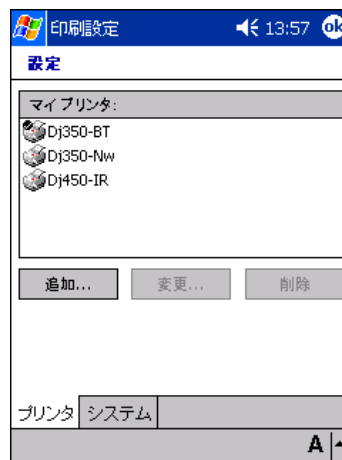 印刷設定 13:57 ok
設定
マイプリンタ:
Dj350-BT
Dj350-Nw
Dj450-IR
追加... 変更... 削除
プリンタ システム
A